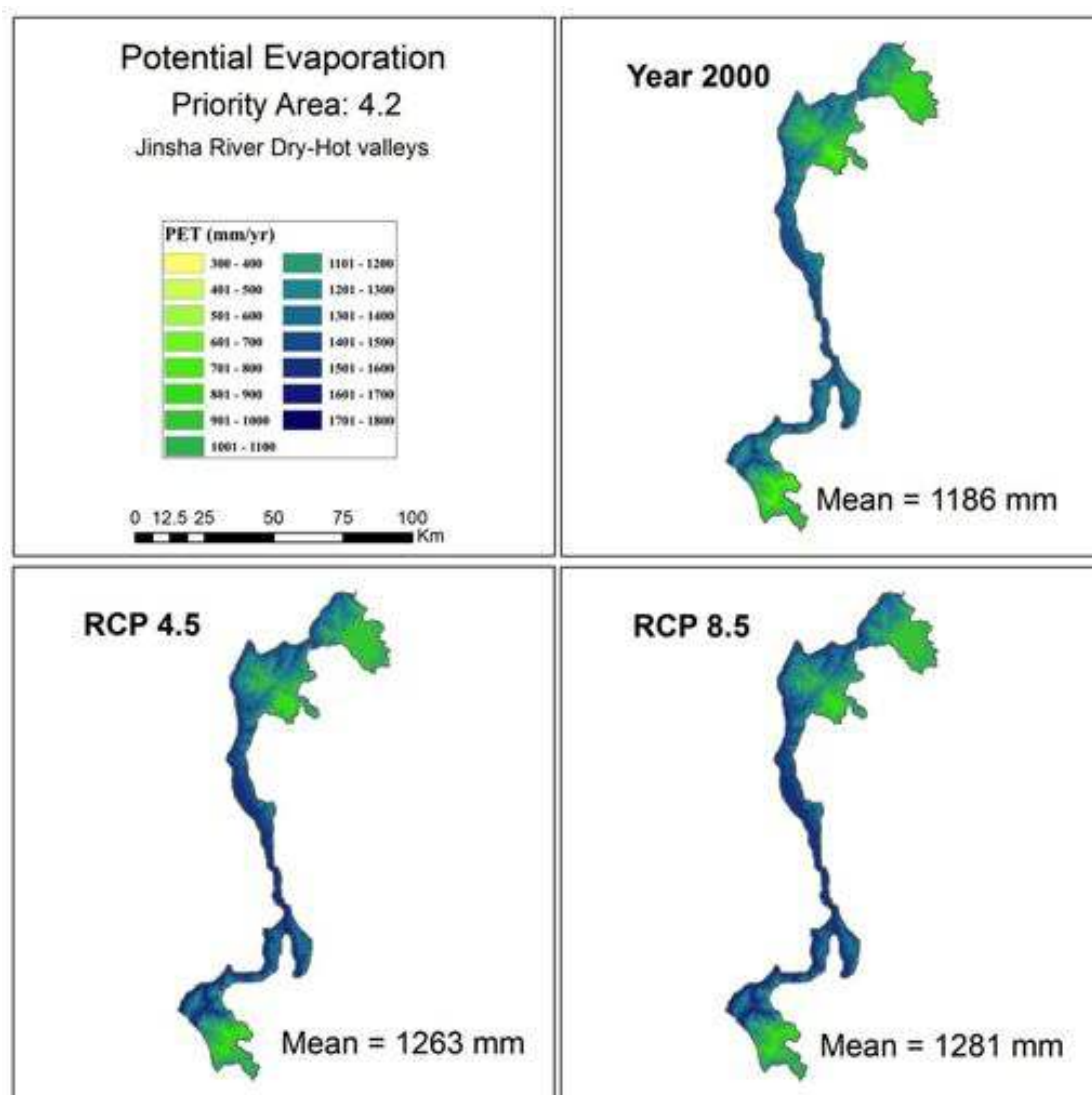 Potential Evaporation
Priority Area: 4.2
Jinsha River Dry-Hot valleys
PET (mm/yr)
300 - 400
401 - 500
501 - 600
601 - 700
701 - 800
801 - 900
901 - 1000
1001 - 1100
1101 - 1200
1201 - 1300
1301 - 1400
1401 - 1500
1501 - 1600
1601 - 1700
1701 - 1800
0 12.5 25 50 75 100
Km
Year 2000
Mean = 1186 mm
RCP 4.5
Mean = 1263 mm
RCP 8.5
Mean = 1281 mm